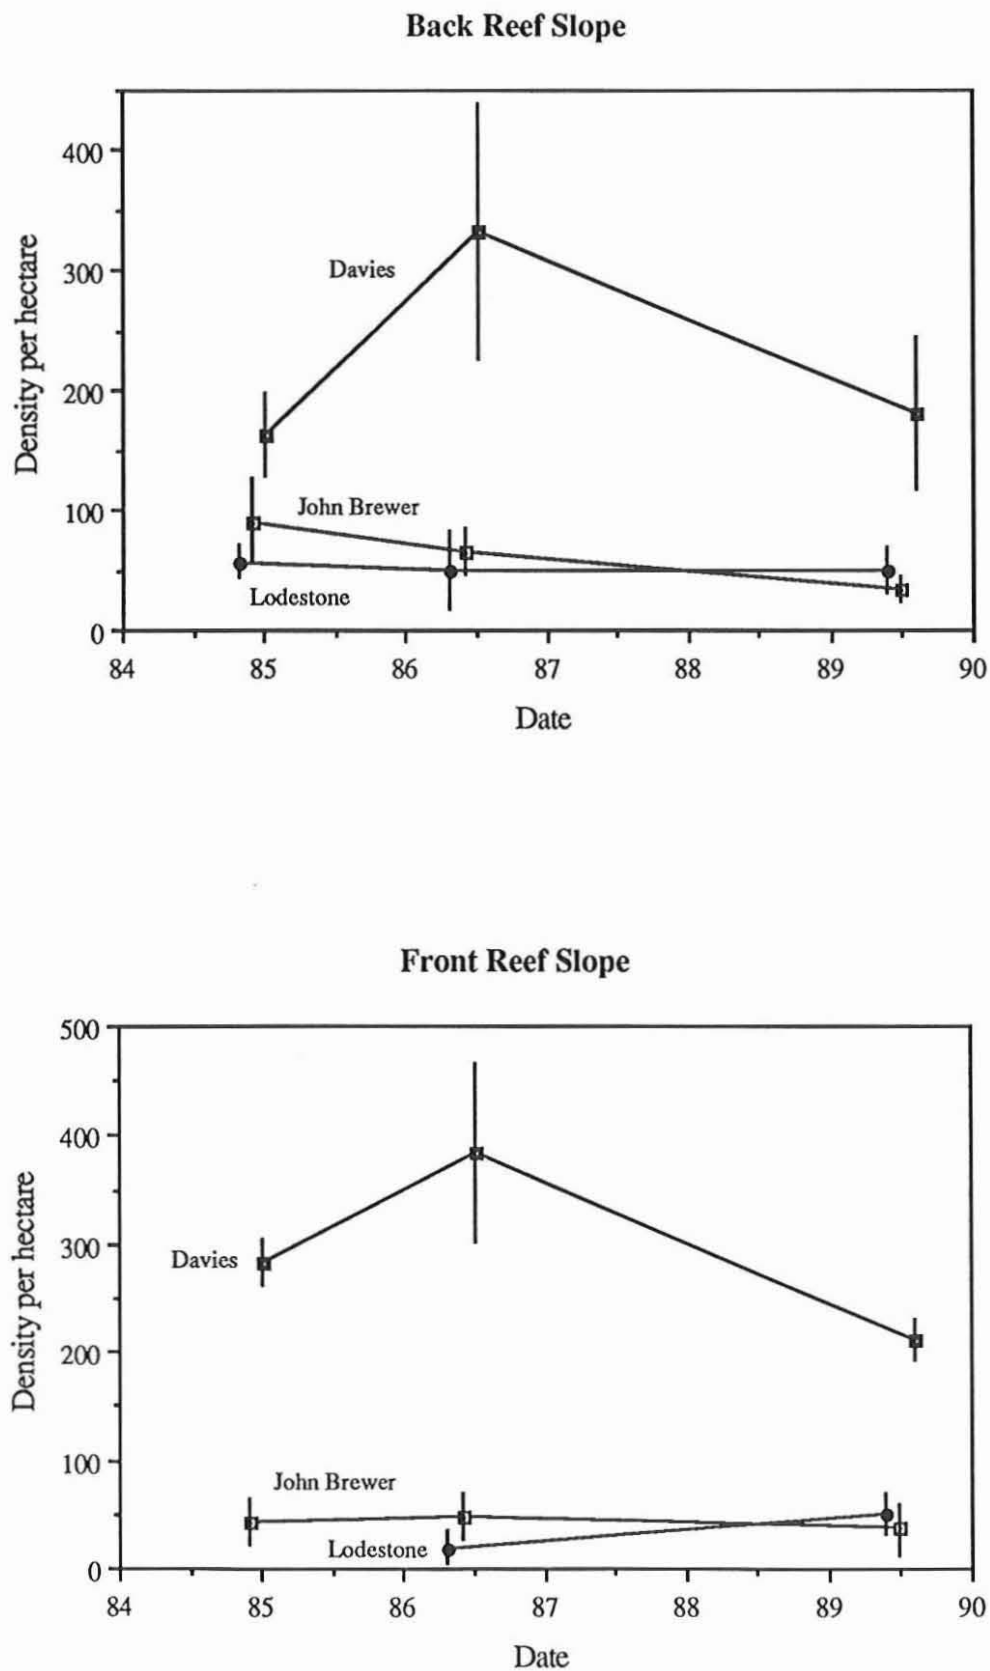 Back Reef Slope
400
300
200
100
0
Density per hectare
Davies
John Brewer
Lodestone
84 85 86 87 88 89 90
Date
Front Reef Slope
500
400
300
200
100
0
Density per hectare
Davies
John Brewer
Lodestone
84 85 86 87 88 89 90
Date